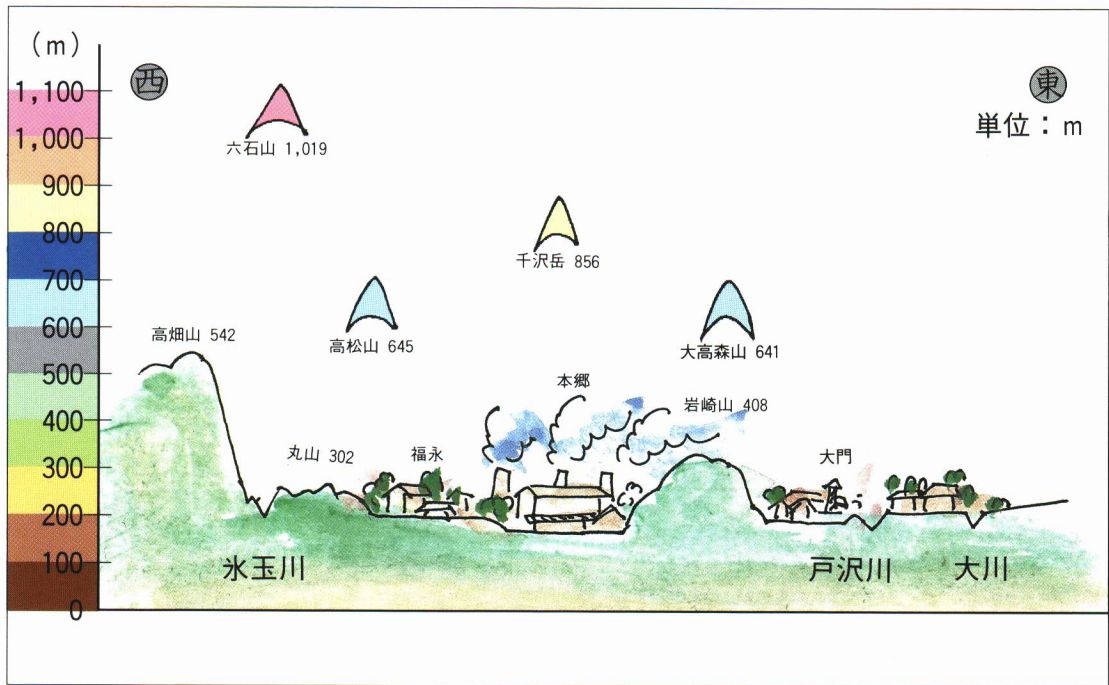 (m)
西
東
単位：m
1,100
1,000
900
800
700
600
500
400
300
200
100
0
六石山 1,019
千沢岳 856
高畑山 542
高松山 645
大高森山 641
本郷
岩崎山 408
丸山 302
福永
大門
氷玉川
戸沢川
大川